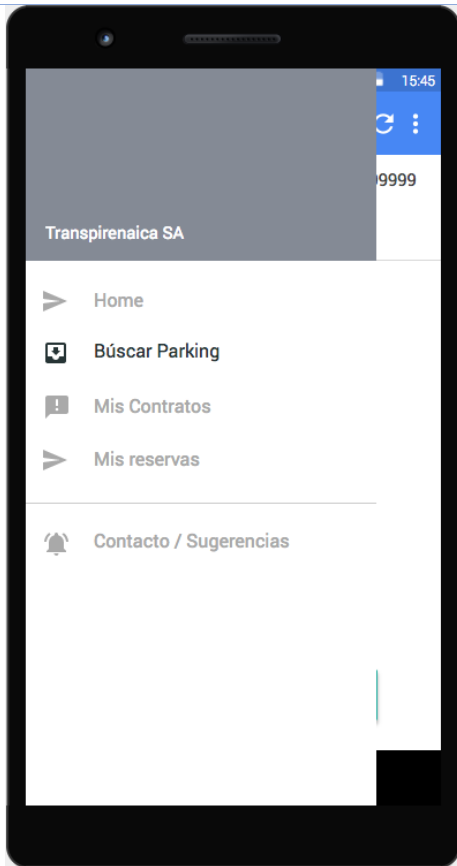 15:45
99999
Transpirenaica SA
Home
Búscar Parking
Mis Contratos
Mis reservas
Contacto / Sugerencias